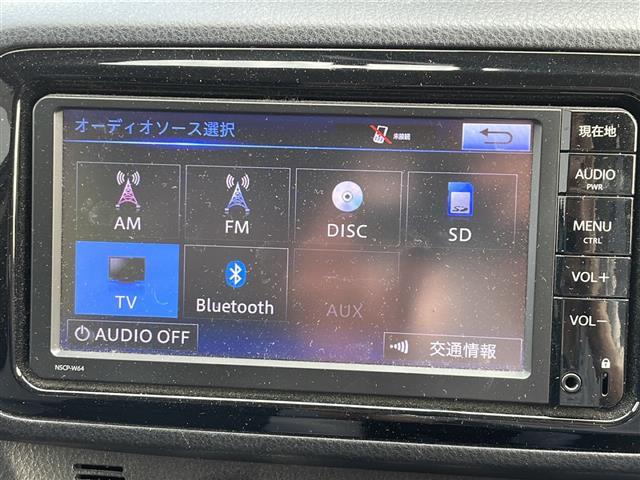 オーディオソース選択
未接続
現在地
AM
FM
DISC
SD
AUDIO
PWR
MENU
CTRL
TV
Bluetooth
AUX
VOL+
VOL-
AUDIO OFF
交通情報
NSCP-W64